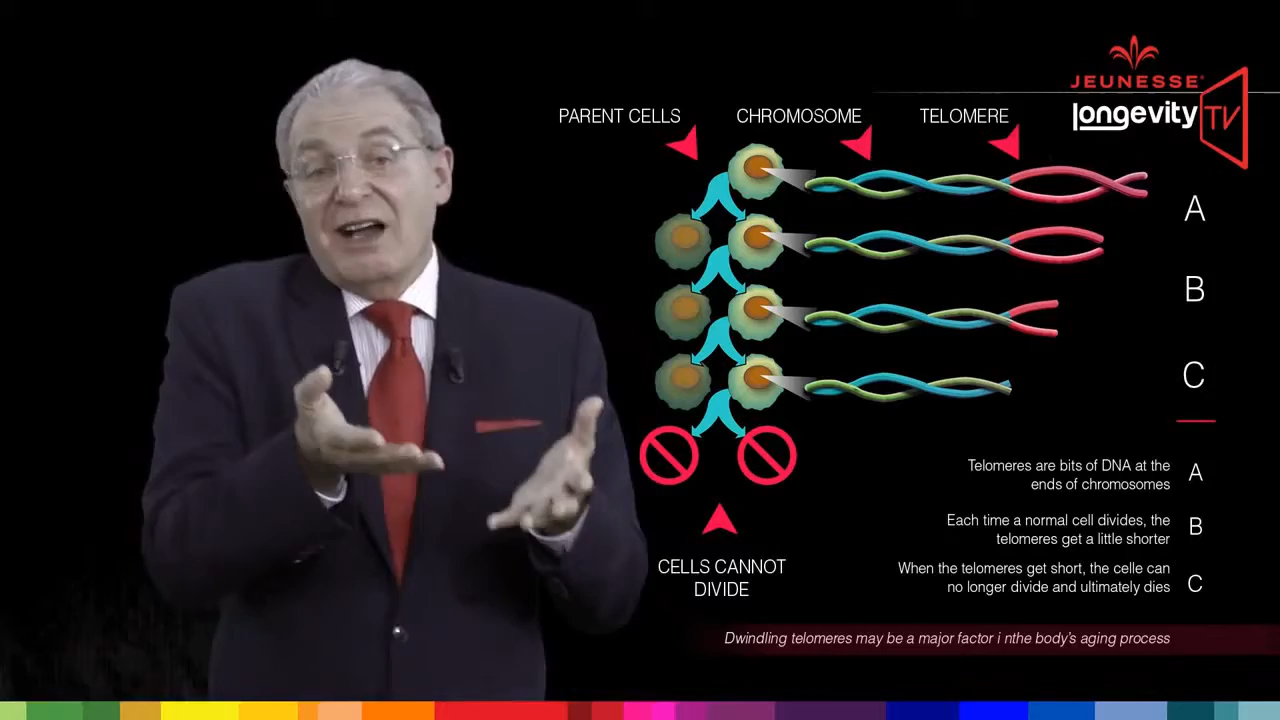 JEUNESSE
longevity TV
PARENT CELLS
CHROMOSOME
TELOMERE
A
B
C
CELLS CANNOT
DIVIDE
Telomeres are bits of DNA at the
ends of chromosomes
A
Each time a normal cell divides, the
telomeres get a little shorter
B
When the telomeres get short, the celle can
no longer divide and ultimately dies
C
Dwindling telomeres may be a major factor i nthe body's aging process